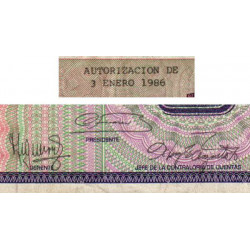 AUTORIZACION DE
3 ENERO 1986
PRESIDENTE
GERENTE
JEFE DE LA CONTRALORIA DE CUENTAS